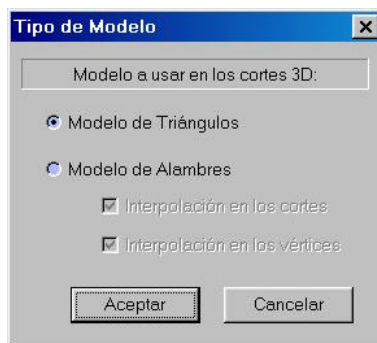 Tipo de Modelo
Modelo a usar en los cortes 3D:
Modelo de Triángulos
Modelo de Alambres
Interpolación en los cortes
Interpolación en los vértices
Aceptar
Cancelar